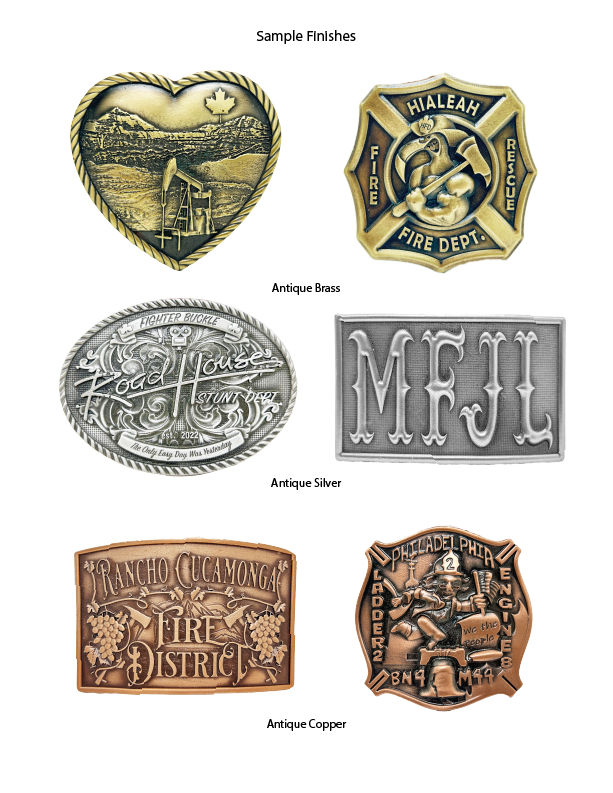 Sample Finishes
HIALEAH
FIRE
RESCUE
HFD
FIRE DEPT.
Antique Brass
FIGHTER BUCKLE
Road House
STUNT DEPT
est. 2022
The Only Easy Day Was Yesterday
MFJL
Antique Silver
RANCHO CUCAMONGA
FIRE
DISTRICT
PHILADELPHIA
2
LADDER 2
ENGINE 8
We the
people
BN4 M44
Antique Copper